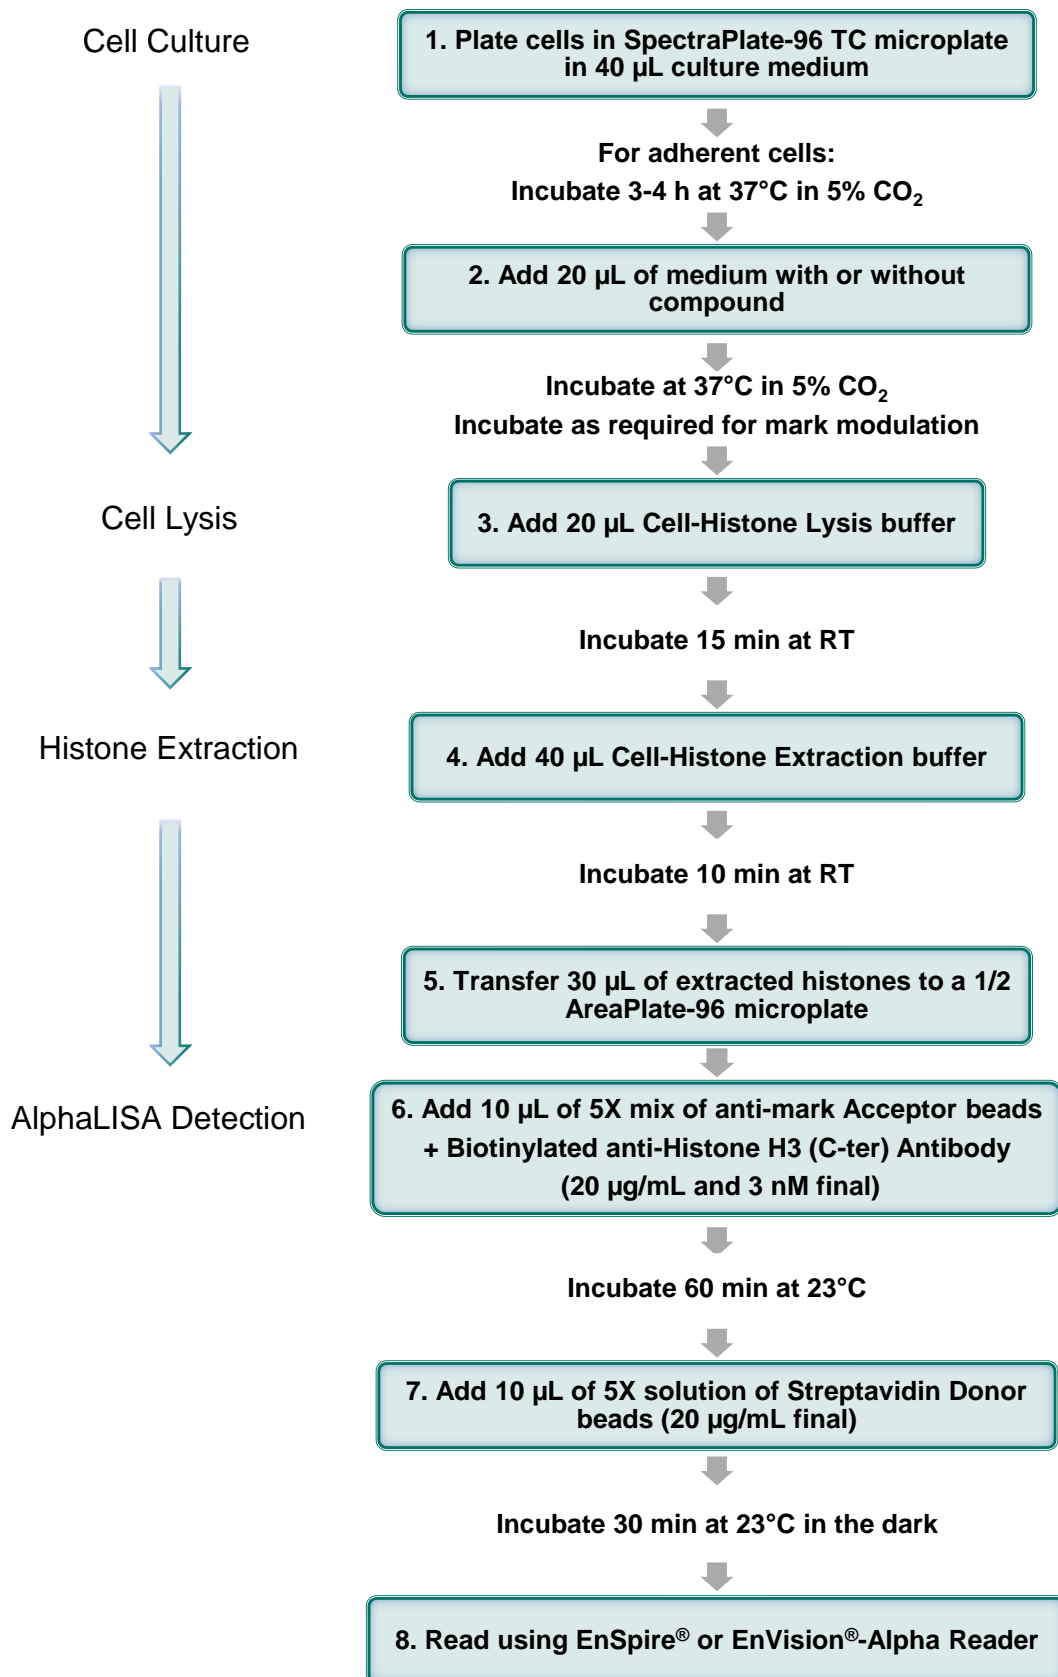 Cell Culture
1. Plate cells in SpectraPlate-96 TC microplate
in 40 µL culture medium
For adherent cells:
Incubate 3-4 h at 37°C in 5% CO₂
2. Add 20 µL of medium with or without
compound
Incubate at 37°C in 5% CO₂
Incubate as required for mark modulation
Cell Lysis
3. Add 20 µL Cell-Histone Lysis buffer
Incubate 15 min at RT
Histone Extraction
4. Add 40 µL Cell-Histone Extraction buffer
Incubate 10 min at RT
5. Transfer 30 µL of extracted histones to a 1/2
AreaPlate-96 microplate
AlphaLISA Detection
6. Add 10 µL of 5X mix of anti-mark Acceptor beads
+ Biotinylated anti-Histone H3 (C-ter) Antibody
(20 µg/mL and 3 nM final)
Incubate 60 min at 23°C
7. Add 10 µL of 5X solution of Streptavidin Donor
beads (20 µg/mL final)
Incubate 30 min at 23°C in the dark
8. Read using EnSpire® or EnVision®-Alpha Reader